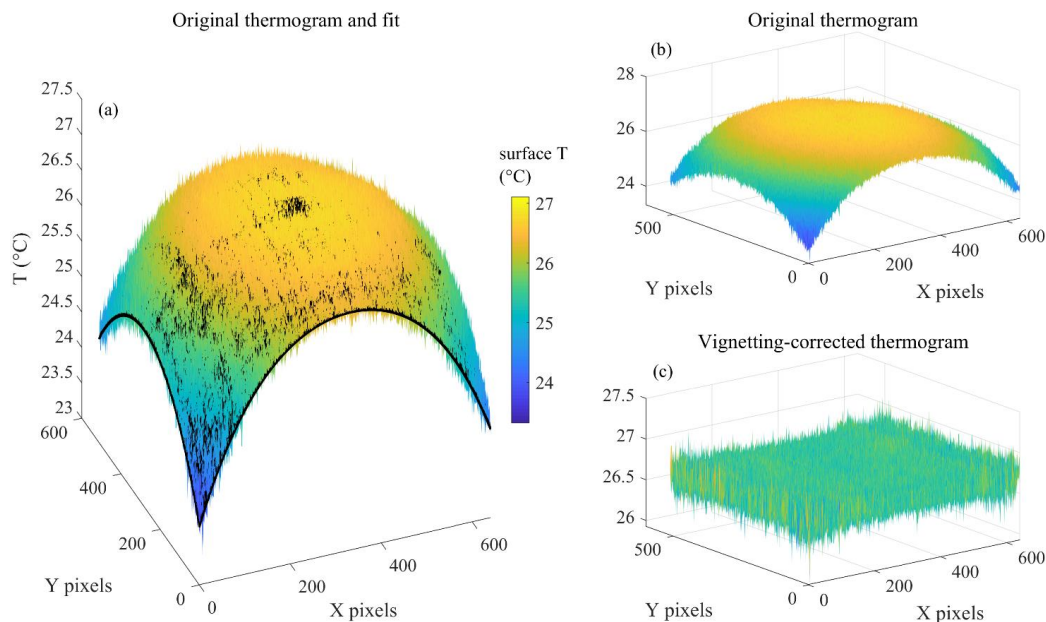 Original thermogram and fit
(a)
27.5
27
26.5
26
25.5
25
24.5
24
23.5
23
T (°C)
600
400
200
0
Y pixels
0
200
400
600
X pixels
surface T
(°C)
27
26
25
24
Original thermogram
(b)
28
26
24
500
0
Y pixels
0
200
400
600
X pixels
Vignetting-corrected thermogram
(c)
27.5
27
26.5
26
500
0
Y pixels
0
200
400
600
X pixels